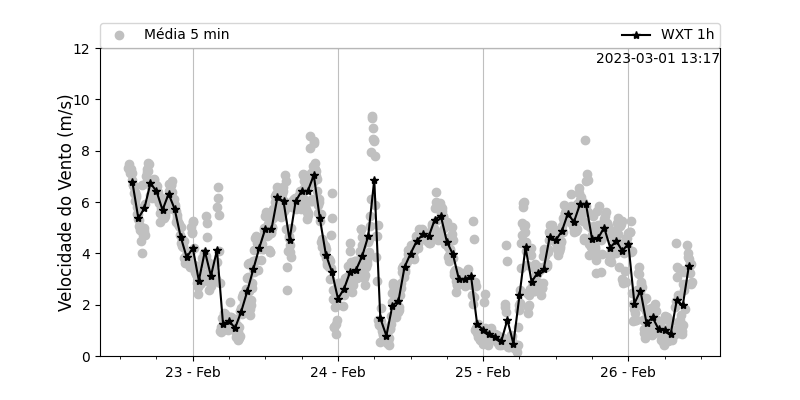 Média 5 min
WXT 1h
2023-03-01 13:17
12
10
8
6
4
2
0
Velocidade do Vento (m/s)
23 - Feb
24 - Feb
25 - Feb
26 - Feb